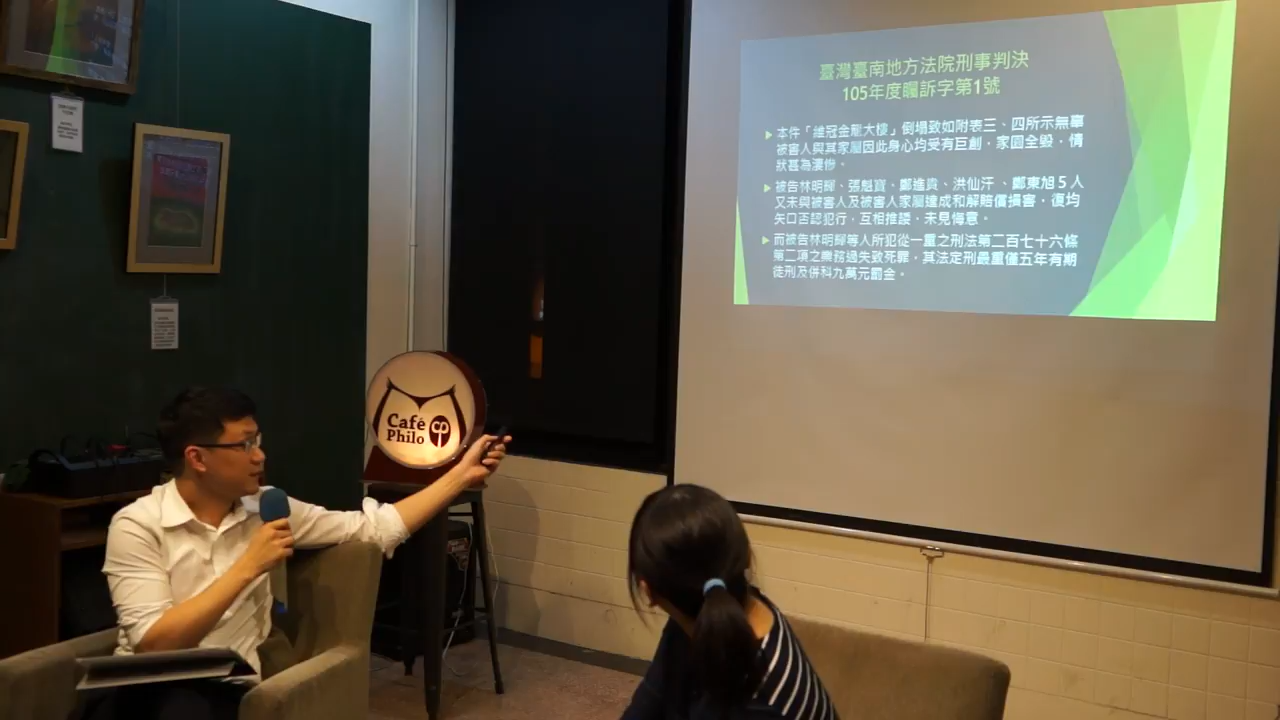 臺灣臺南地方法院刑事判決
105年度矚訴字第1號
本件「維冠金龍大樓」倒塌致如附表三、四所示無辜
被害人與其家屬因此身心均受有巨創，家園全毀，情
狀甚為淒慘。
被告林明輝、張魁寶、鄭進貴、洪仙汗、鄭東旭5人
又未與被害人及被害人家屬達成和解賠償損害，復均
矢口否認犯行，互相推諉，未見悔意。
而被告林明輝等人所犯從一重之刑法第二百七十六條
第二項之業務過失致死罪，其法定刑最重僅五年有期
徒刑及併科九萬元罰金。
Café
Philo